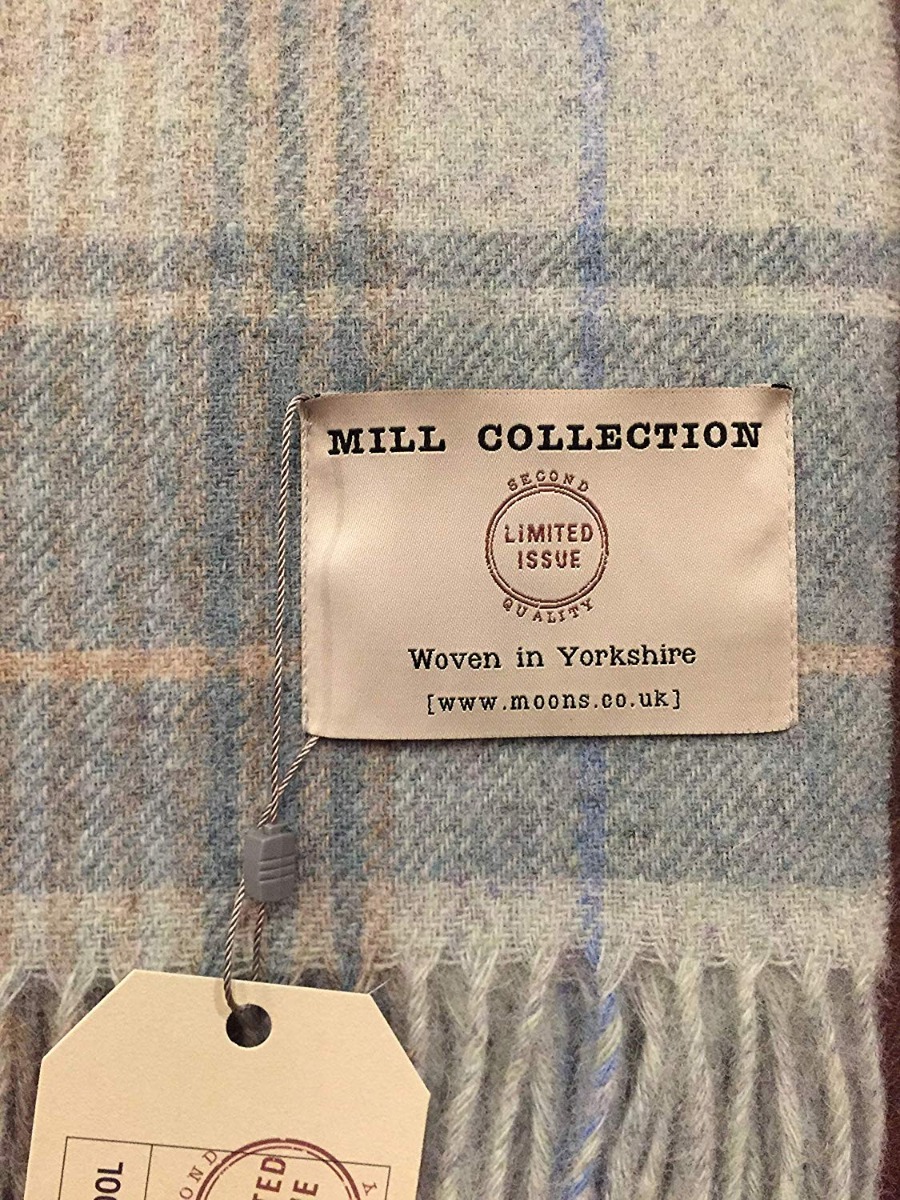 MILL COLLECTION
SECOND
LIMITED
ISSUE
QUALITY
Woven in Yorkshire
[www.moons.co.uk]